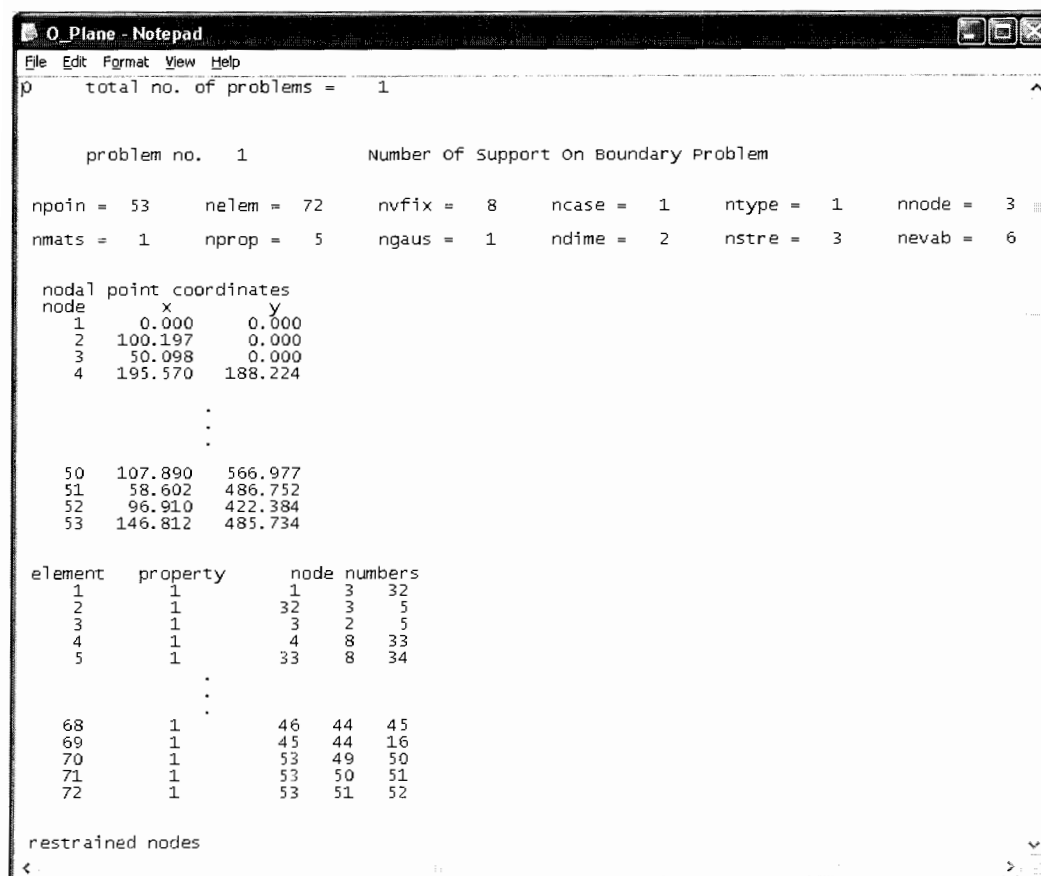 O_Plane - Notepad
File Edit Format View Help
p total no. of problems = 1
problem no. 1 Number Of Support On Boundary Problem
npoin = 53 nelem = 72 nvfix = 8 ncase = 1 ntype = 1 nnode = 3
nmats = 1 nprop = 5 ngaus = 1 ndime = 2 nstre = 3 nevab = 6
nodal point coordinates
node x y
1 0.000 0.000
2 100.197 0.000
3 50.098 0.000
4 195.570 188.224
.
.
.
50 107.890 566.977
51 58.602 486.752
52 96.910 422.384
53 146.812 485.734
element property node numbers
1 1 1 3 32
2 1 32 3 5
3 1 3 2 5
4 1 4 8 33
5 1 33 8 34
.
.
.
68 1 46 44 45
69 1 45 44 16
70 1 53 49 50
71 1 53 50 51
72 1 53 51 52
restrained nodes